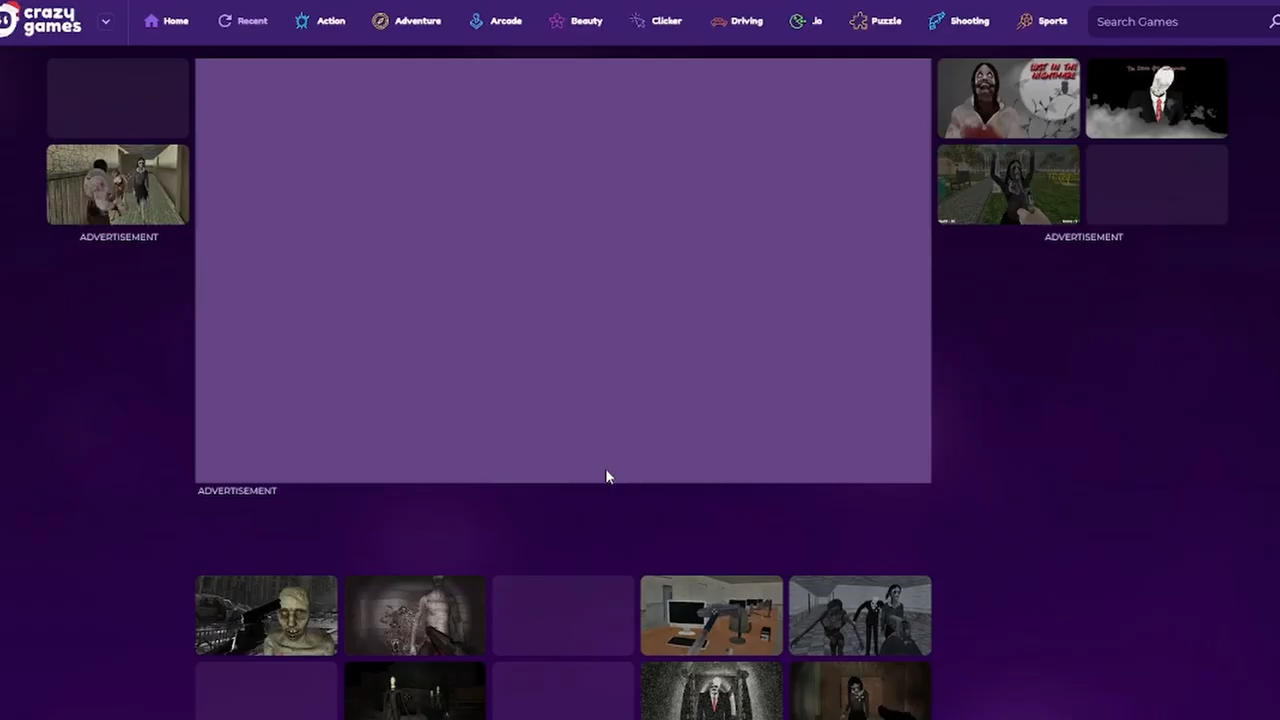 crazy games
Home Recent Action Adventure Arcade Beauty Clicker Driving .io Puzzle Shooting Sports Search Games
LOST IN THE NIGHTMARE
ADVERTISEMENT
ADVERTISEMENT
ADVERTISEMENT